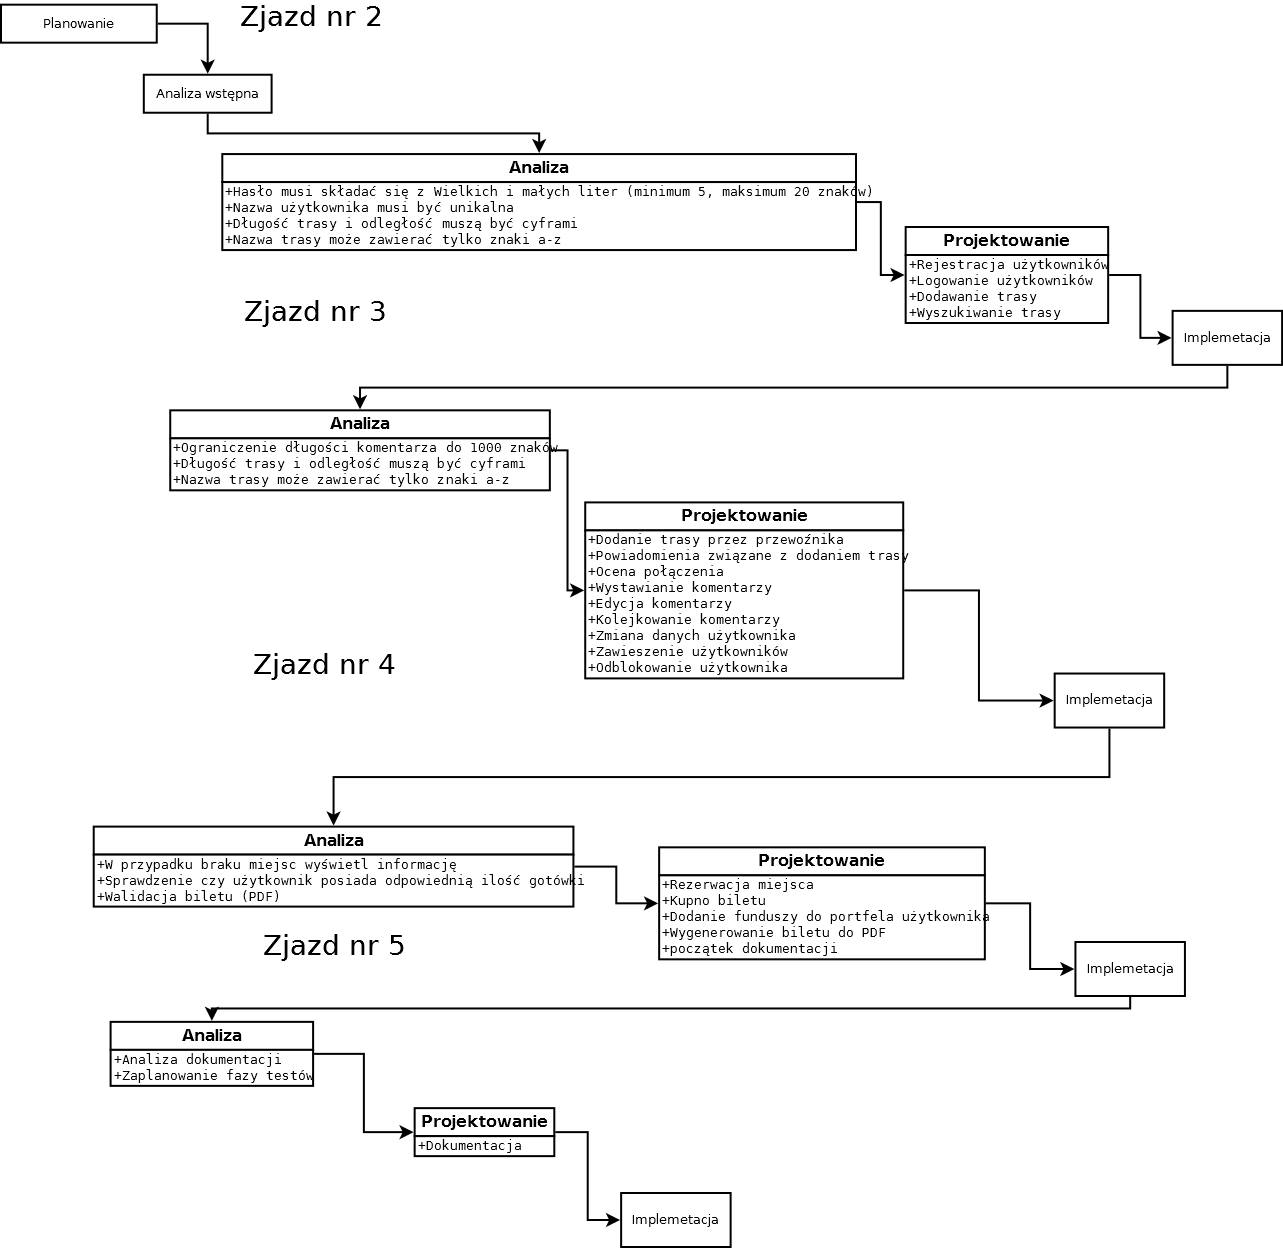 Planowanie
Zjazd nr 2
Analiza wstępna
Analiza
+Hasło musi składać się z Wielkich i małych liter (minimum 5, maksimum 20 znaków)
+Nazwa użytkownika musi być unikalna
+Długość trasy i odległość muszą być cyframi
+Nazwa trasy może zawierać tylko znaki a-z
Projektowanie
+Rejestracja użytkowników
+Logowanie użytkowników
+Dodawanie trasy
+Wyszukiwanie trasy
Implemetacja
Zjazd nr 3
Analiza
+Ograniczenie długości komentarza do 1000 znaków
+Długość trasy i odległość muszą być cyframi
+Nazwa trasy może zawierać tylko znaki a-z
Projektowanie
+Dodanie trasy przez przewoźnika
+Powiadomienia związane z dodaniem trasy
+Ocena połączenia
+Wystawianie komentarzy
+Edycja komentarzy
+Kolejkowanie komentarzy
+Zmiana danych użytkownika
+Zawieszenie użytkowników
+Odblokowanie użytkownika
Implemetacja
Zjazd nr 4
Analiza
+W przypadku braku miejsc wyświetl informację
+Sprawdzenie czy użytkownik posiada odpowiednią ilość gotówki
+Walidacja biletu (PDF)
Projektowanie
+Rezerwacja miejsca
+Kupno biletu
+Dodanie funduszy do portfela użytkownika
+Wygenerowanie biletu do PDF
+początek dokumentacji
Implemetacja
Zjazd nr 5
Analiza
+Analiza dokumentacji
+Zaplanowanie fazy testów
Projektowanie
+Dokumentacja
Implemetacja